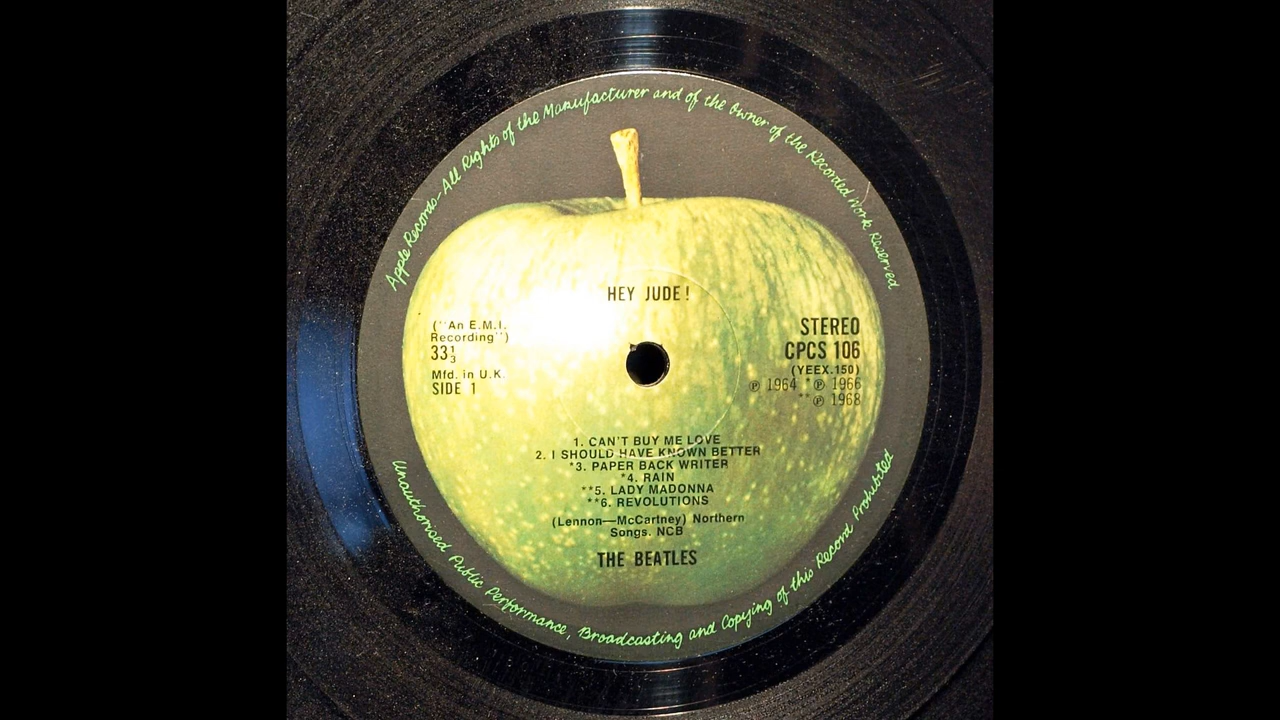 Apple Records-All Rights of the Manufacturer and of the Owner of the Recorded Work Reserved
HEY JUDE!
("An E.M.I.
Recording")
33⅓
Mfd. in U.K.
SIDE 1
STEREO
CPCS 106
(YEEX.150)
℗ 1964 *℗ 1966
**℗ 1968
1. CAN'T BUY ME LOVE
2. I SHOULD HAVE KNOWN BETTER
*3. PAPER BACK WRITER
*4. RAIN
**5. LADY MADONNA
**6. REVOLUTIONS
(Lennon—McCartney) Northern
Songs. NCB
THE BEATLES
Unauthorised Public Performance, Broadcasting and Copying of this Record Prohibited